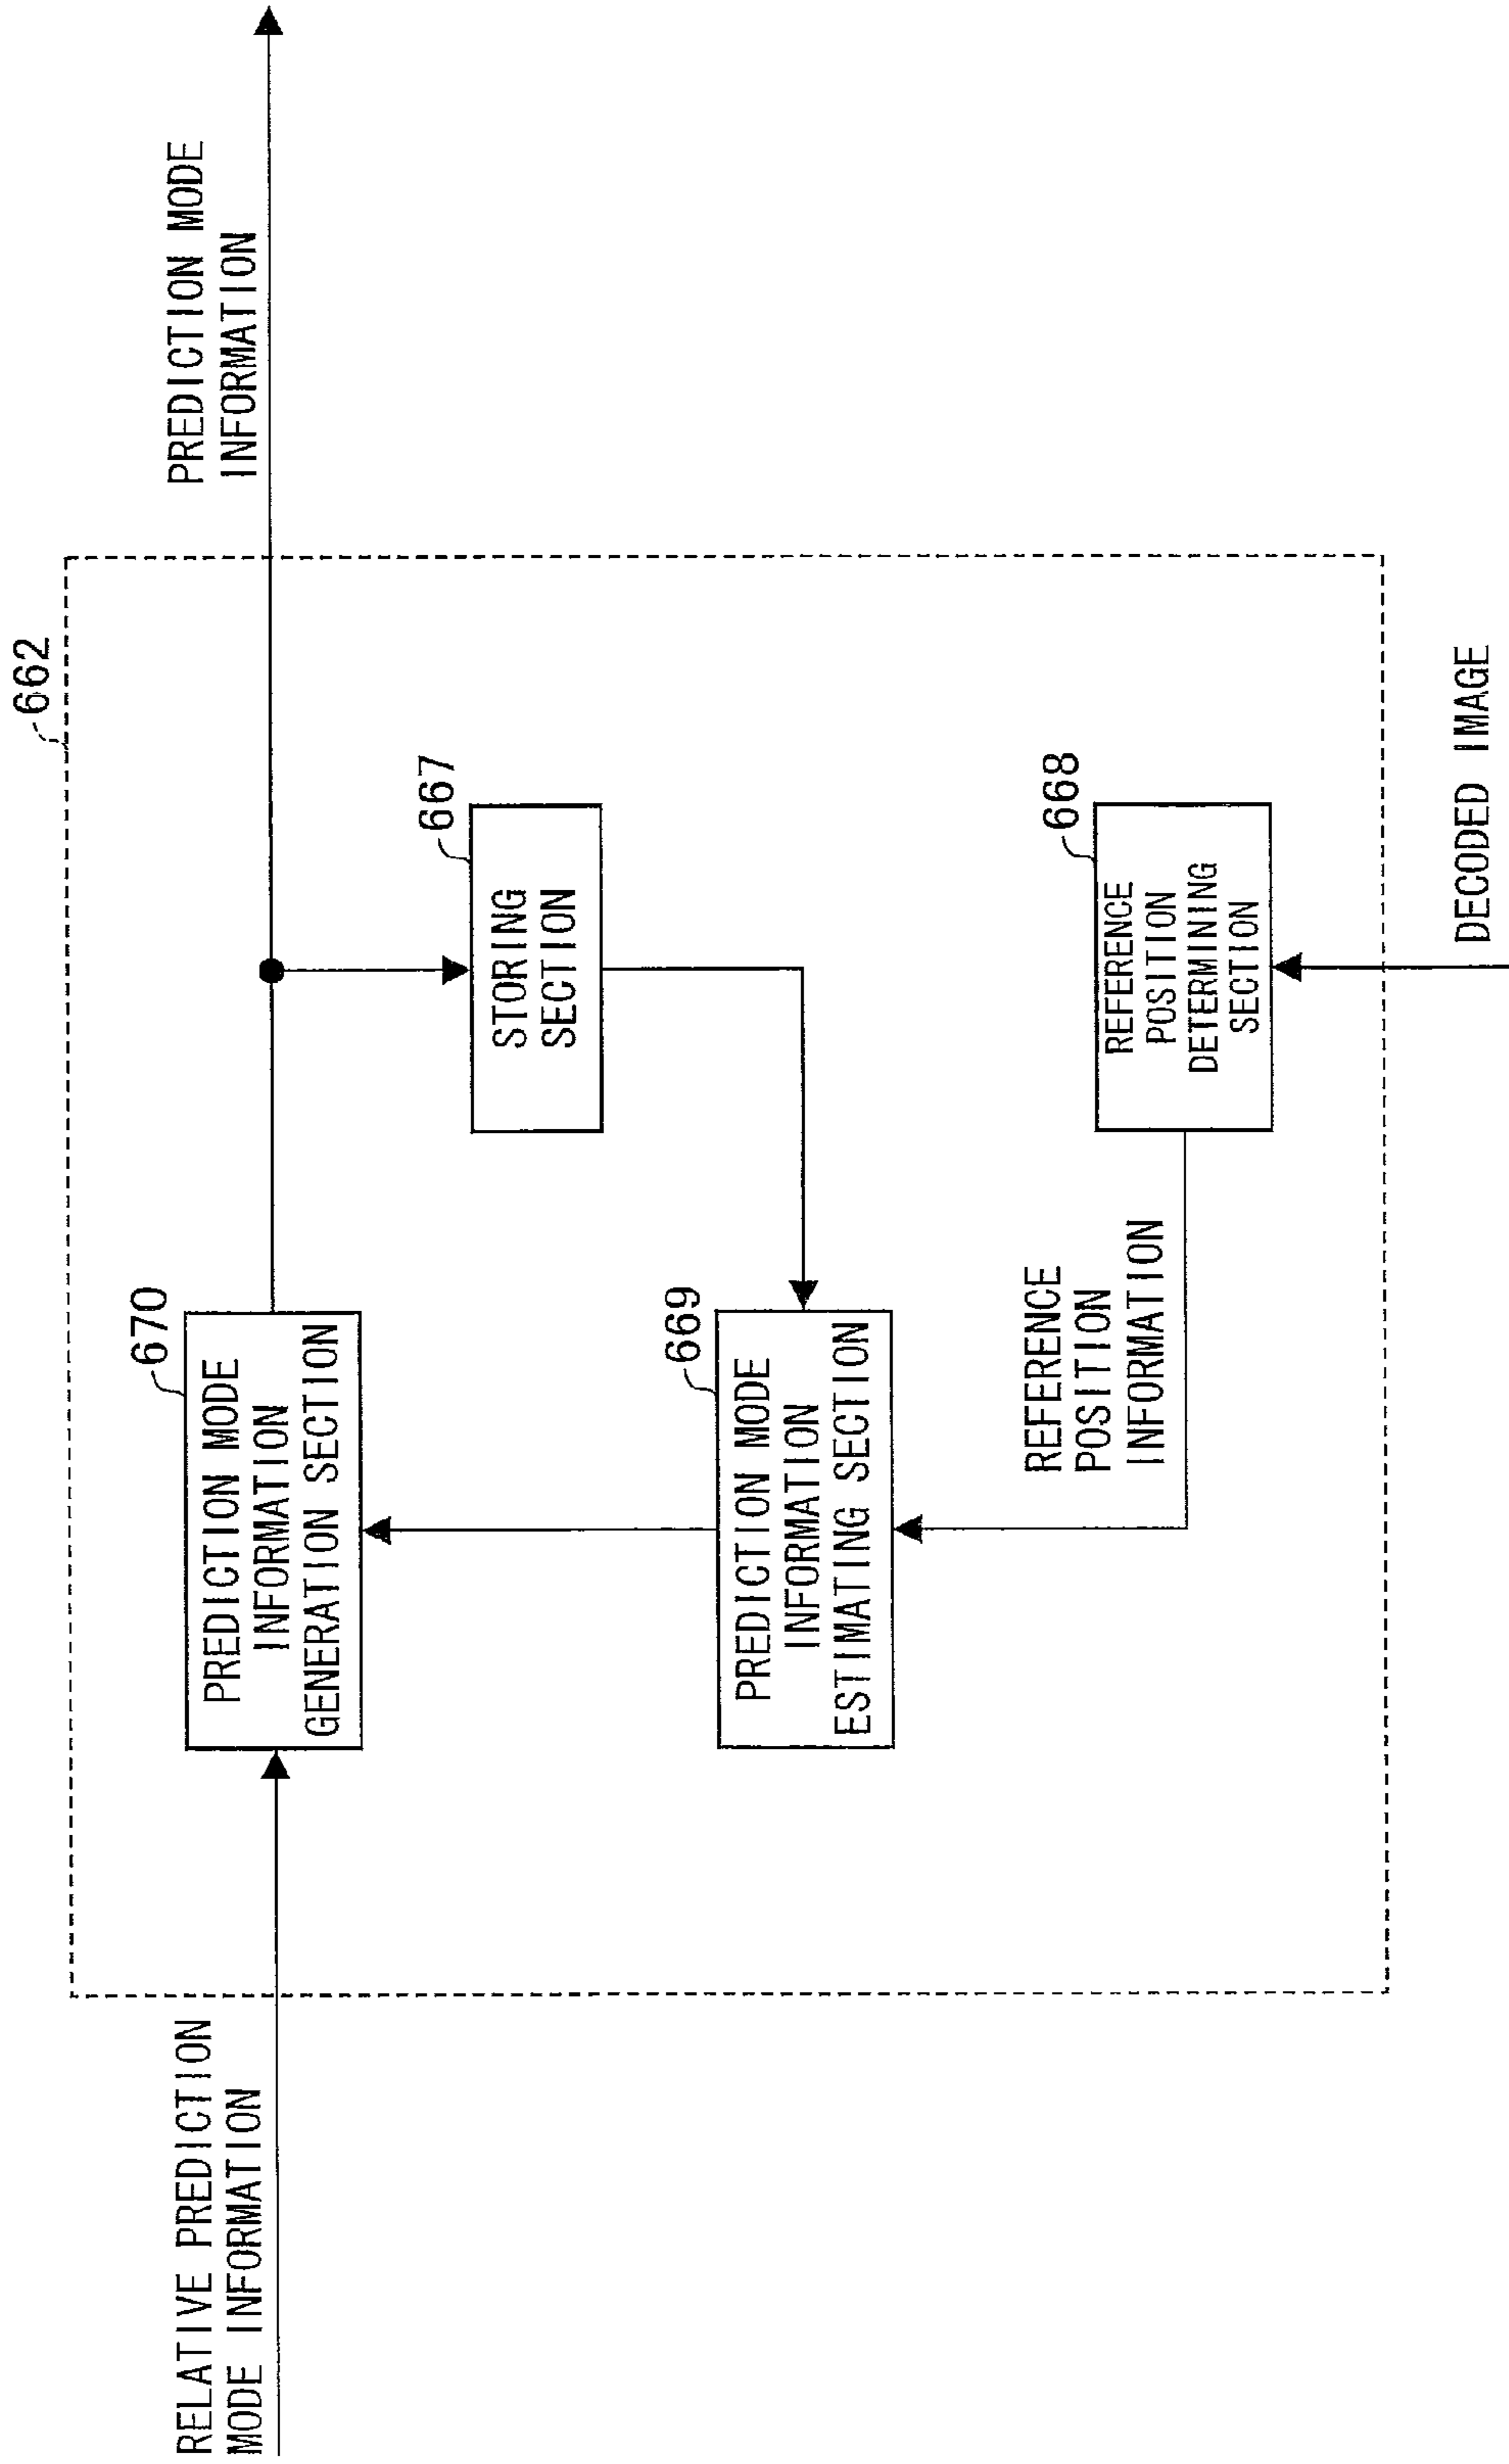 662
RELATIVE PREDICTION
MODE INFORMATION
670
PREDICTION MODE
INFORMATION
GENERATION SECTION
PREDICTION MODE
INFORMATION
667
STORING
SECTION
669
PREDICTION MODE
INFORMATION
ESTIMATING SECTION
REFERENCE
POSITION
INFORMATION
668
REFERENCE
POSITION
DETERMINING
SECTION
DECODED IMAGE